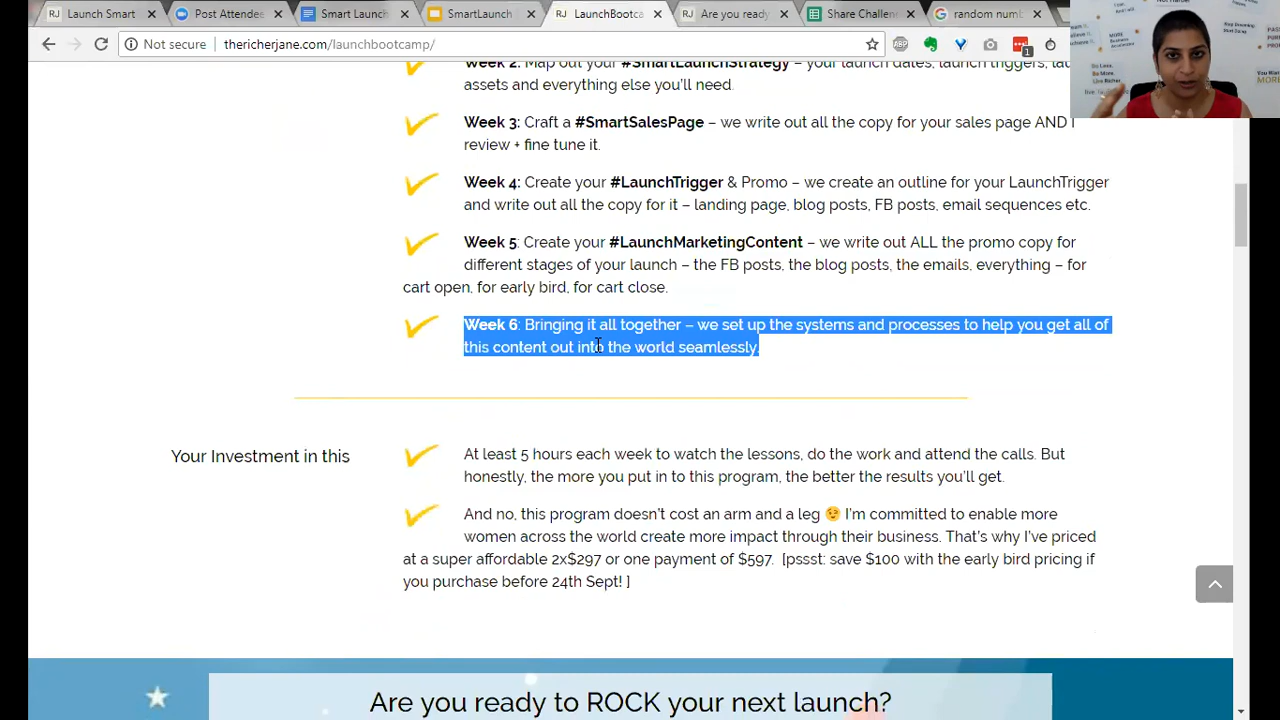 Launch Smart
Post Attende
Smart Launch
SmartLaunch
LaunchBootca
Are you ready
Share Challen
random num
Not secure
thericherjane.com/launchbootcamp/
Week 2: Map out your #SmartLaunchStrategy – your launch dates, launch triggers,
assets and everything else you'll need.
Week 3: Craft a #SmartSalesPage – we write out all the copy for your sales page AND I
review + fine tune it.
Week 4: Create your #LaunchTrigger & Promo – we create an outline for your LaunchTrigger
and write out all the copy for it – landing page, blog posts, FB posts, email sequences etc.
Week 5: Create your #LaunchMarketingContent – we write out ALL the promo copy for
different stages of your launch – the FB posts, the blog posts, the emails, everything – for
cart open, for early bird, for cart close.
Week 6: Bringing it all together – we set up the systems and processes to help you get all of
this content out into the world seamlessly.
Your Investment in this
At least 5 hours each week to watch the lessons, do the work and attend the calls. But
honestly, the more you put in to this program, the better the results you'll get.
And no, this program doesn't cost an arm and a leg 😉 I'm committed to enable more
women across the world create more impact through their business. That's why I've priced
at a super affordable 2x$297 or one payment of $597. [pssst: save $100 with the early bird pricing if
you purchase before 24th Sept! ]
Are you ready to ROCK your next launch?